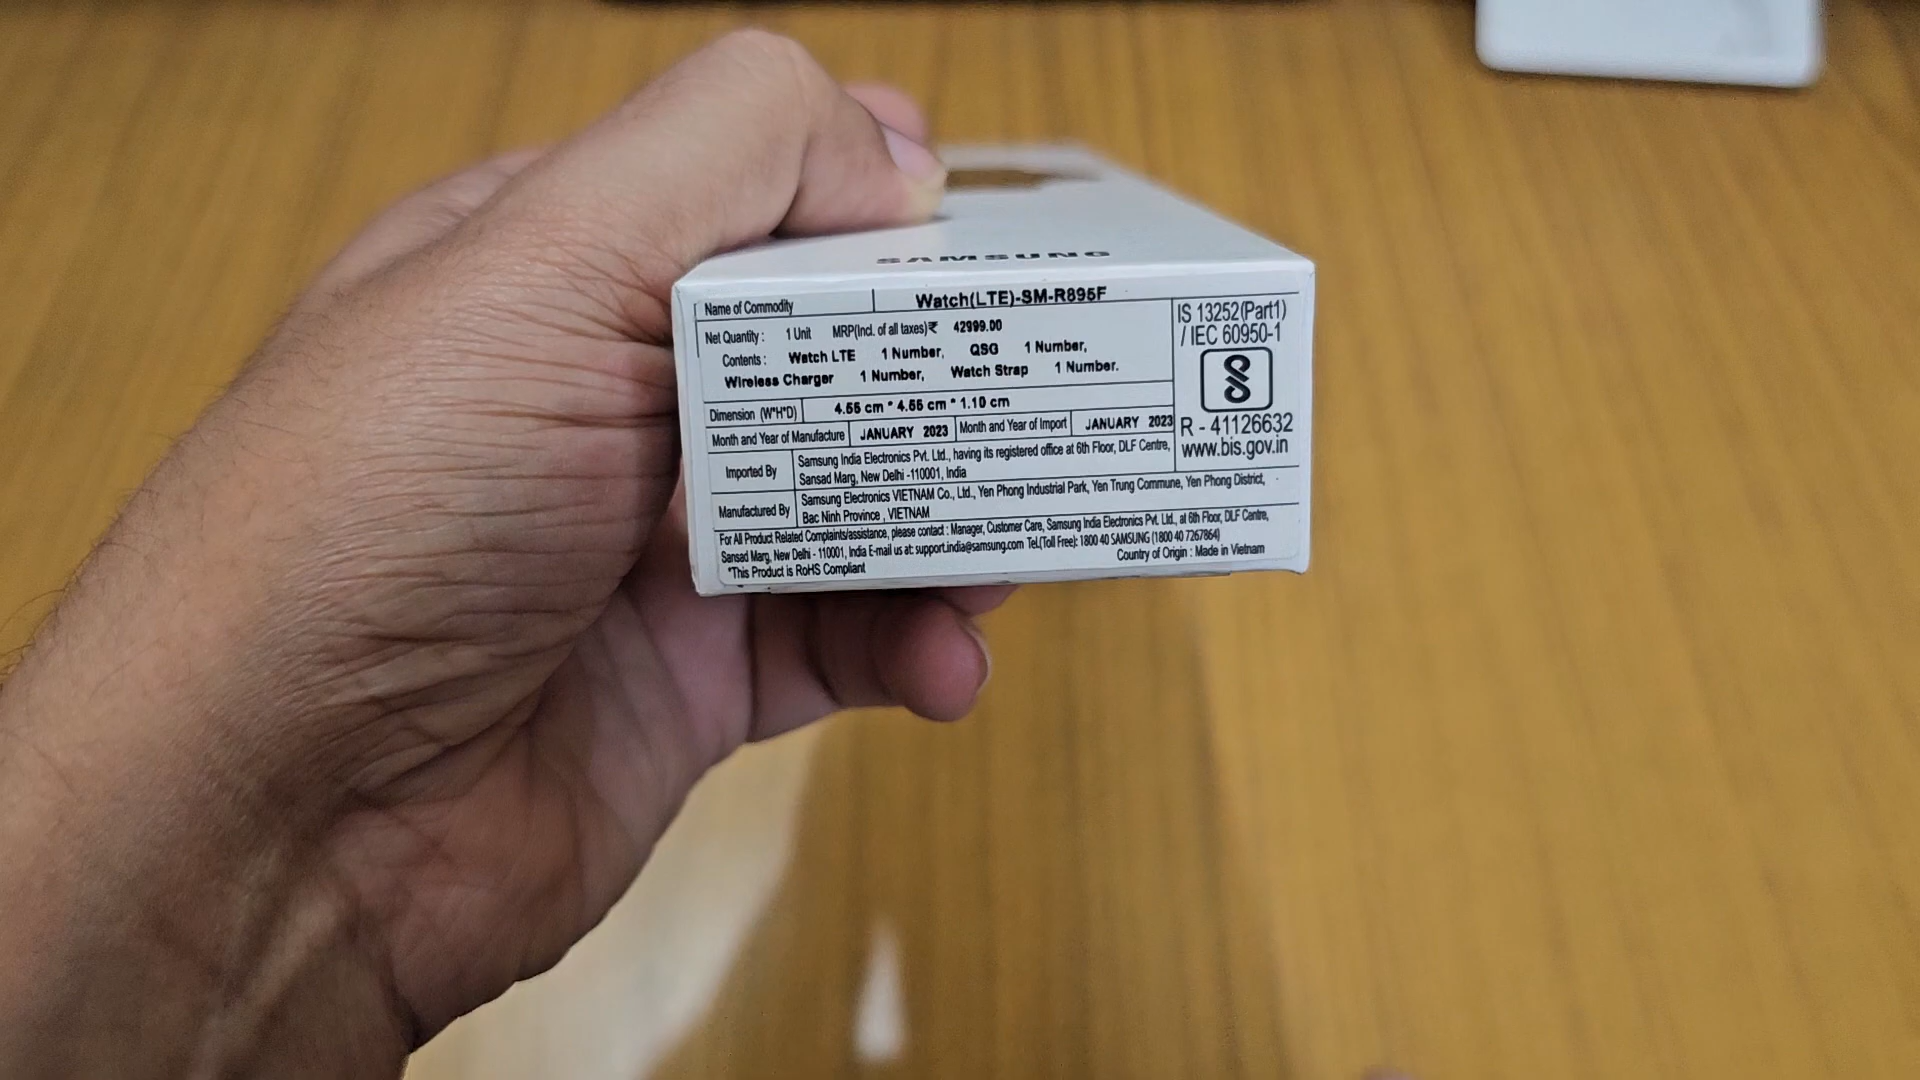 SAMSUNG
Name of Commodity Watch(LTE)-SM-R895F
Net Quantity : 1 Unit MRP(Incl. of all taxes)₹ 42999.00
Contents : Watch LTE 1 Number, QSG 1 Number,
Wireless Charger 1 Number, Watch Strap 1 Number.
Dimension (W*H*D) 4.55 cm * 4.55 cm * 1.10 cm
Month and Year of Manufacture JANUARY 2023 Month and Year of Import JANUARY 2023
IS 13252(Part1)
/ IEC 60950-1
R - 41126632
www.bis.gov.in
Imported By Samsung India Electronics Pvt. Ltd., having its registered office at 6th Floor, DLF Centre,
Sansad Marg, New Delhi -110001, India
Manufactured By Samsung Electronics VIETNAM Co., Ltd., Yen Phong Industrial Park, Yen Trung Commune, Yen Phong District,
Bac Ninh Province , VIETNAM
For All Product Related Complaints/assistance, please contact : Manager, Customer Care, Samsung India Electronics Pvt. Ltd., at 6th Floor, DLF Centre,
Sansad Marg, New Delhi - 110001, India E-mail us at: support.india@samsung.com Tel.(Toll Free): 1800 40 SAMSUNG (1800 40 7267864)
*This Product is RoHS Compliant Country of Origin : Made in Vietnam